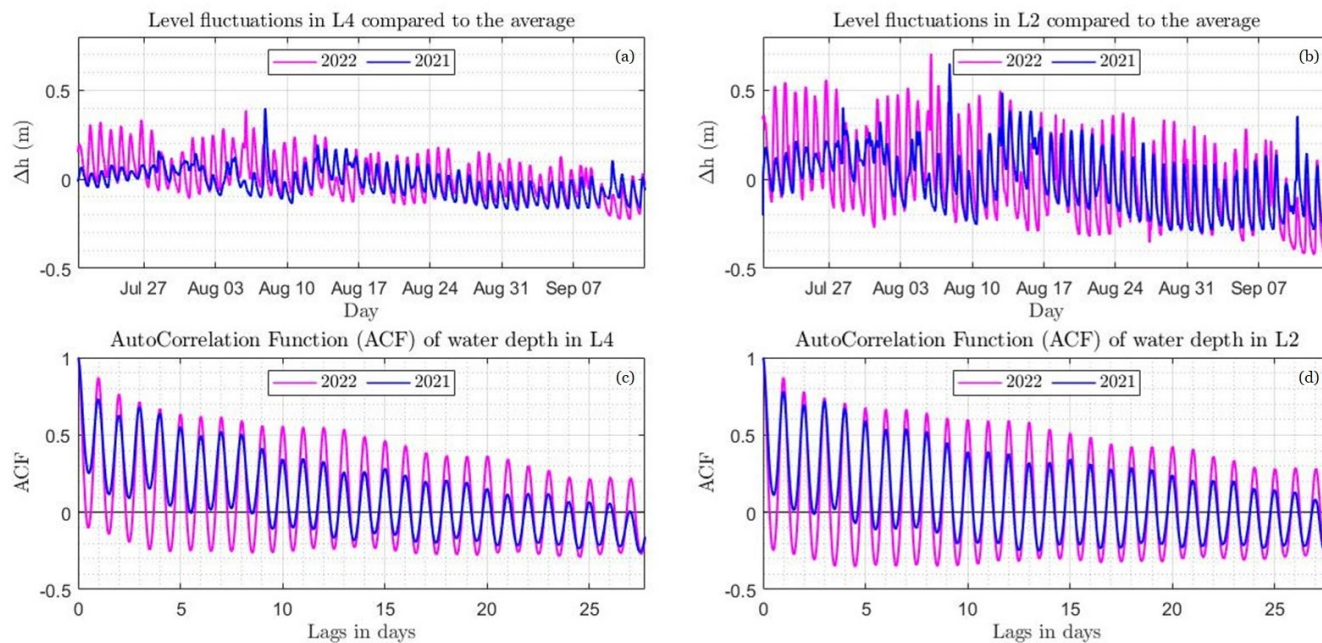 Level fluctuations in L4 compared to the average
2022 2021
(a)
0.5
0
-0.5
Δh (m)
Jul 27 Aug 03 Aug 10 Aug 17 Aug 24 Aug 31 Sep 07
Day
Level fluctuations in L2 compared to the average
2022 2021
(b)
0.5
0
-0.5
Δh (m)
Jul 27 Aug 03 Aug 10 Aug 17 Aug 24 Aug 31 Sep 07
Day
AutoCorrelation Function (ACF) of water depth in L4
2022 2021
(c)
1
0.5
0
-0.5
ACF
0 5 10 15 20 25
Lags in days
AutoCorrelation Function (ACF) of water depth in L2
2022 2021
(d)
1
0.5
0
-0.5
ACF
0 5 10 15 20 25
Lags in days